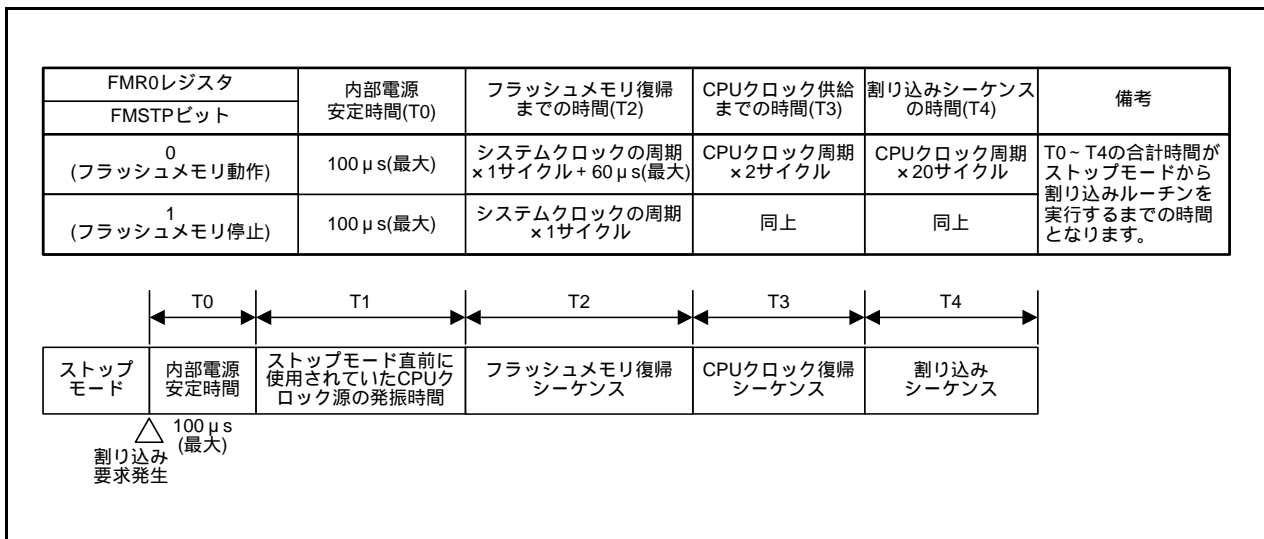 FMR0レジスタ
FMSTPビット
内部電源
安定時間(T0)
フラッシュメモリ復帰
までの時間(T2)
CPUクロック供給
までの時間(T3)
割り込みシーケンス
の時間(T4)
備考
0
(フラッシュメモリ動作)
100μs(最大)
システムクロックの周期
×1サイクル+60μs(最大)
CPUクロック周期
×2サイクル
CPUクロック周期
×20サイクル
T0~T4の合計時間が
ストップモードから
割り込みルーチンを
実行するまでの時間
となります。
1
(フラッシュメモリ停止)
100μs(最大)
システムクロックの周期
×1サイクル
同上
同上
T0
T1
T2
T3
T4
ストップ
モード
内部電源
安定時間
ストップモード直前に
使用されていたCPUク
ロック源の発振時間
フラッシュメモリ復帰
シーケンス
CPUクロック復帰
シーケンス
割り込み
シーケンス
100μs
(最大)
割り込み
要求発生